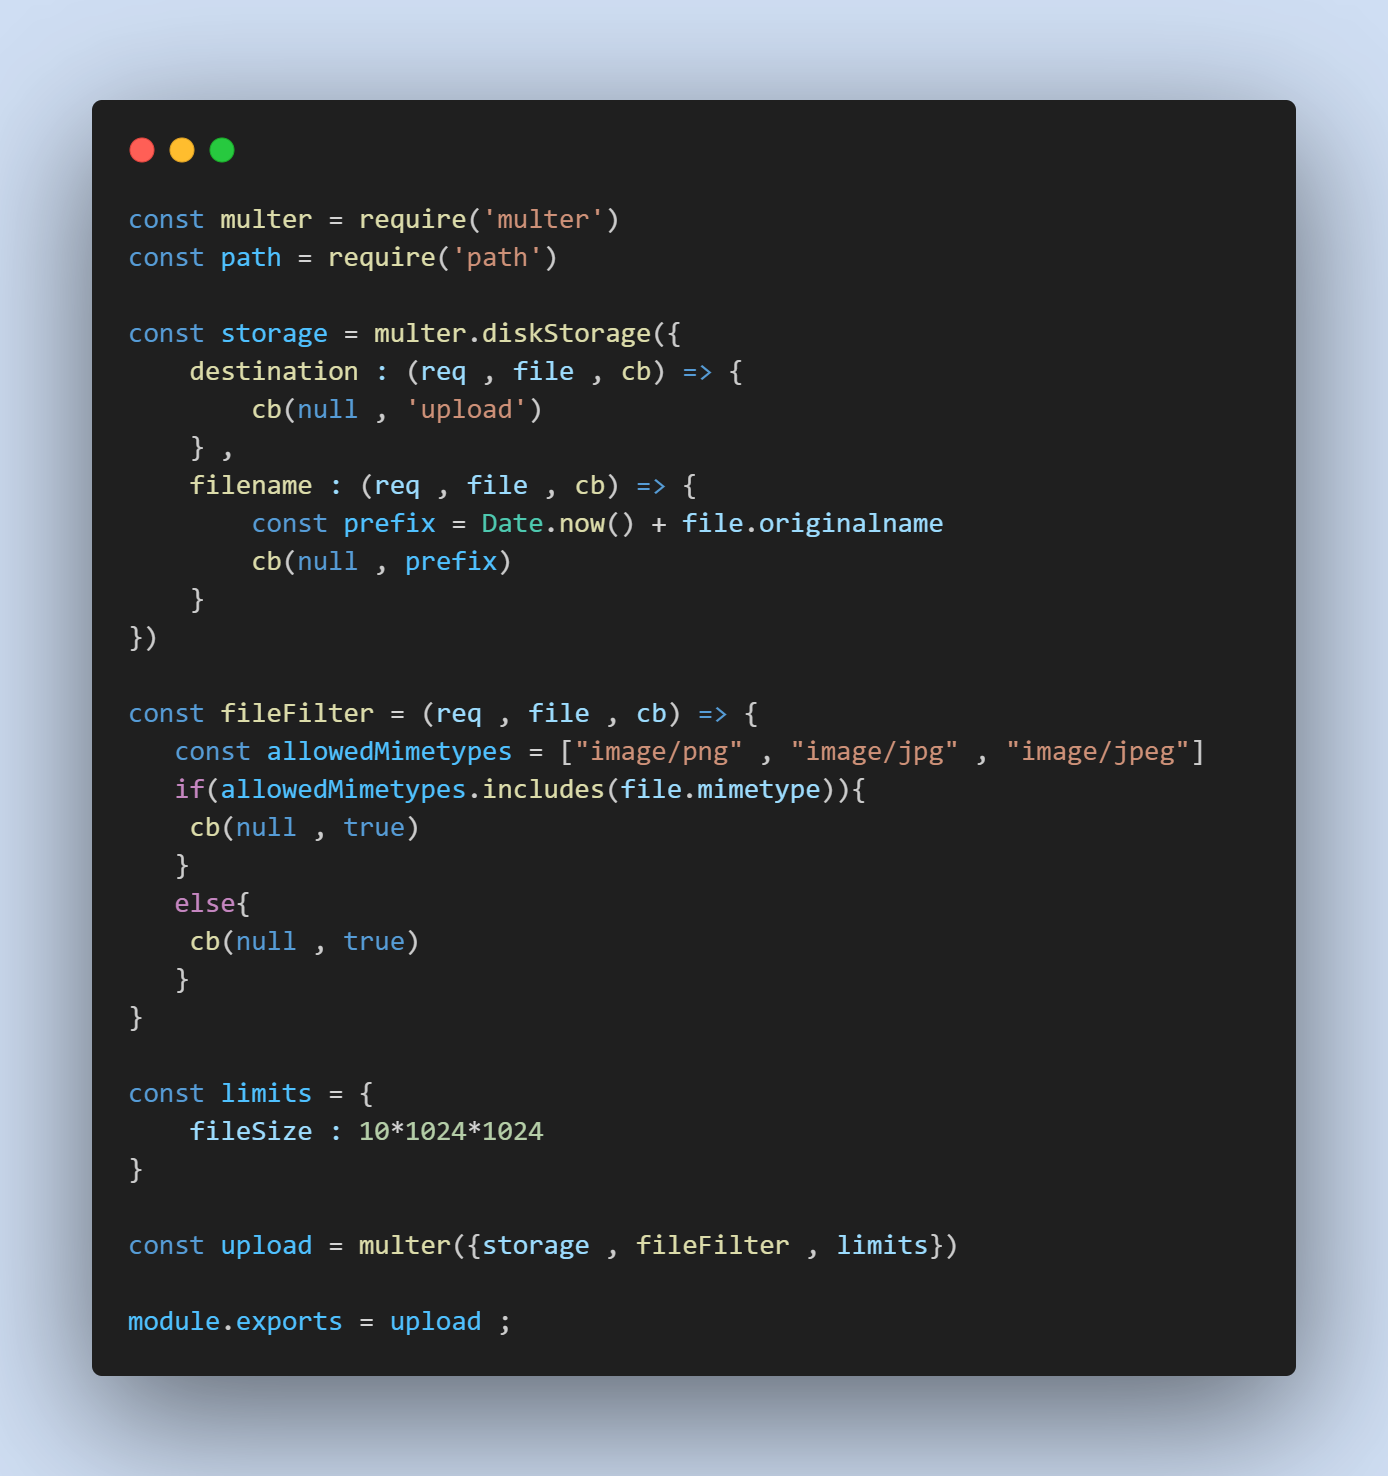 const multer = require('multer')
const path = require('path')

const storage = multer.diskStorage({
    destination : (req , file , cb) => {
        cb(null , 'upload')
    } ,
    filename : (req , file , cb) => {
        const prefix = Date.now() + file.originalname
        cb(null , prefix)
    }
})

const fileFilter = (req , file , cb) => {
   const allowedMimetypes = ["image/png" , "image/jpg" , "image/jpeg"]
   if(allowedMimetypes.includes(file.mimetype)){
    cb(null , true)
   }
   else{
    cb(null , true)
   }
}

const limits = {
    fileSize : 10*1024*1024
}

const upload = multer({storage , fileFilter , limits})

module.exports = upload ;